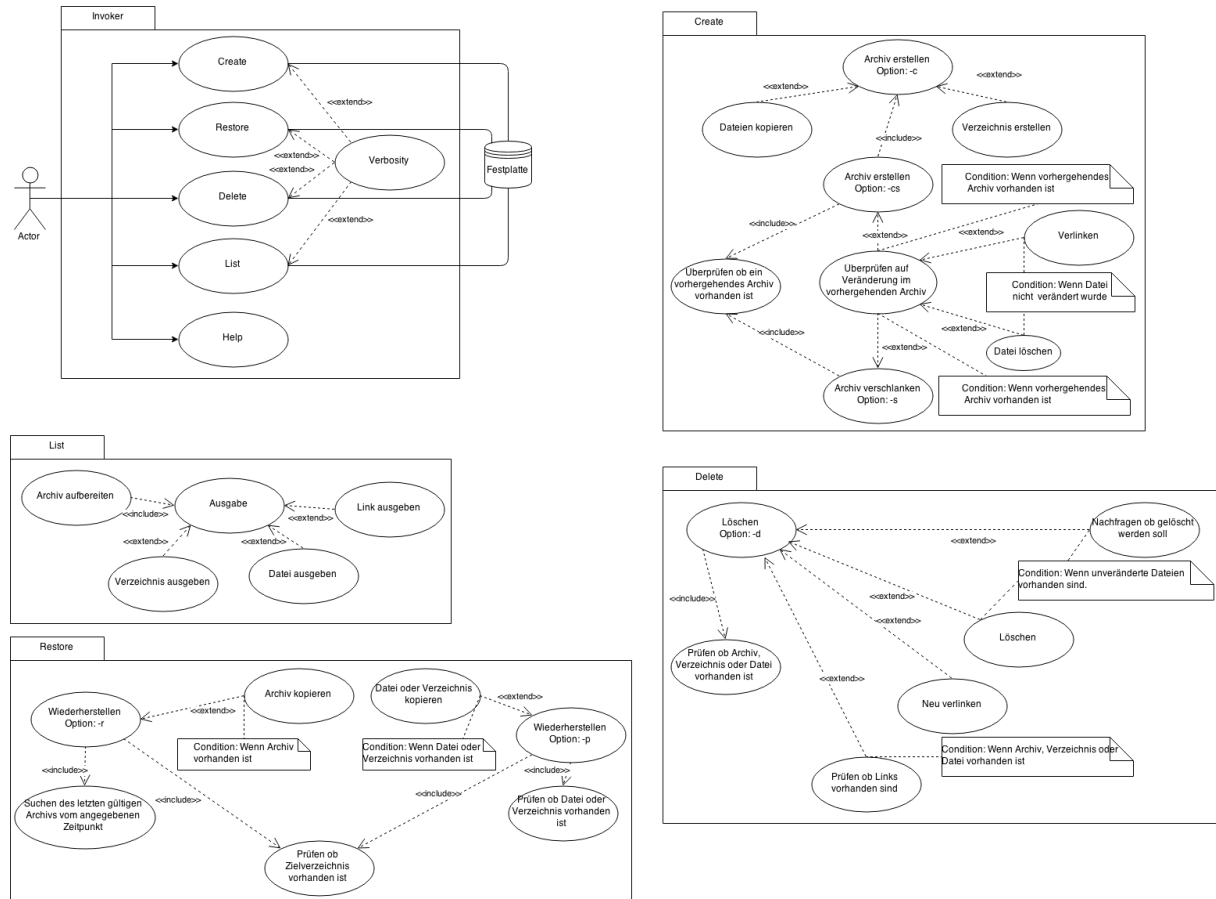 Invoker
Create
<<extend>>
Restore
<<extend>>
<<extend>>
Verbosity
Festplatte
Delete
<<extend>>
List
Help
Actor
Create
Archiv erstellen
Option: -c
<<extend>>
<<extend>>
Dateien kopieren
Verzeichnis erstellen
<<include>>
Archiv erstellen
Option: -cs
Condition: Wenn vorhergehendes
Archiv vorhanden ist
<<include>>
<<extend>>
<<extend>>
Verlinken
Überprüfen ob ein
vorhergehendes Archiv
vorhanden ist
Überprüfen auf
Veränderung im
vorhergehenden Archiv
Condition: Wenn Datei
nicht verändert wurde
<<include>>
<<extend>>
<<extend>>
Datei löschen
Archiv verschlanken
Option: -s
Condition: Wenn vorhergehendes
Archiv vorhanden ist
List
Archiv aufbereiten
<<include>>
Ausgabe
<<extend>>
Link ausgeben
<<extend>>
<<extend>>
Verzeichnis ausgeben
Datei ausgeben
Restore
Wiederherstellen
Option: -r
<<extend>>
Archiv kopieren
Condition: Wenn Archiv
vorhanden ist
Datei oder Verzeichnis
kopieren
<<extend>>
Condition: Wenn Datei oder
Verzeichnis vorhanden ist
Wiederherstellen
Option: -p
<<include>>
<<include>>
<<include>>
<<include>>
Suchen des letzten gültigen
Archivs vom angegebenen
Zeitpunkt
Prüfen ob Datei oder
Verzeichnis vorhanden
ist
Prüfen ob
Zielverzeichnis
vorhanden ist
Delete
Löschen
Option: -d
<<extend>>
Nachfragen ob gelöscht
werden soll
Condition: Wenn unveränderte Dateien
vorhanden sind.
<<include>>
<<extend>>
<<extend>>
Löschen
Prüfen ob Archiv,
Verzeichnis oder Datei
vorhanden ist
<<extend>>
Neu verlinken
Condition: Wenn Archiv, Verzeichnis oder
Datei vorhanden ist
Prüfen ob Links
vorhanden sind